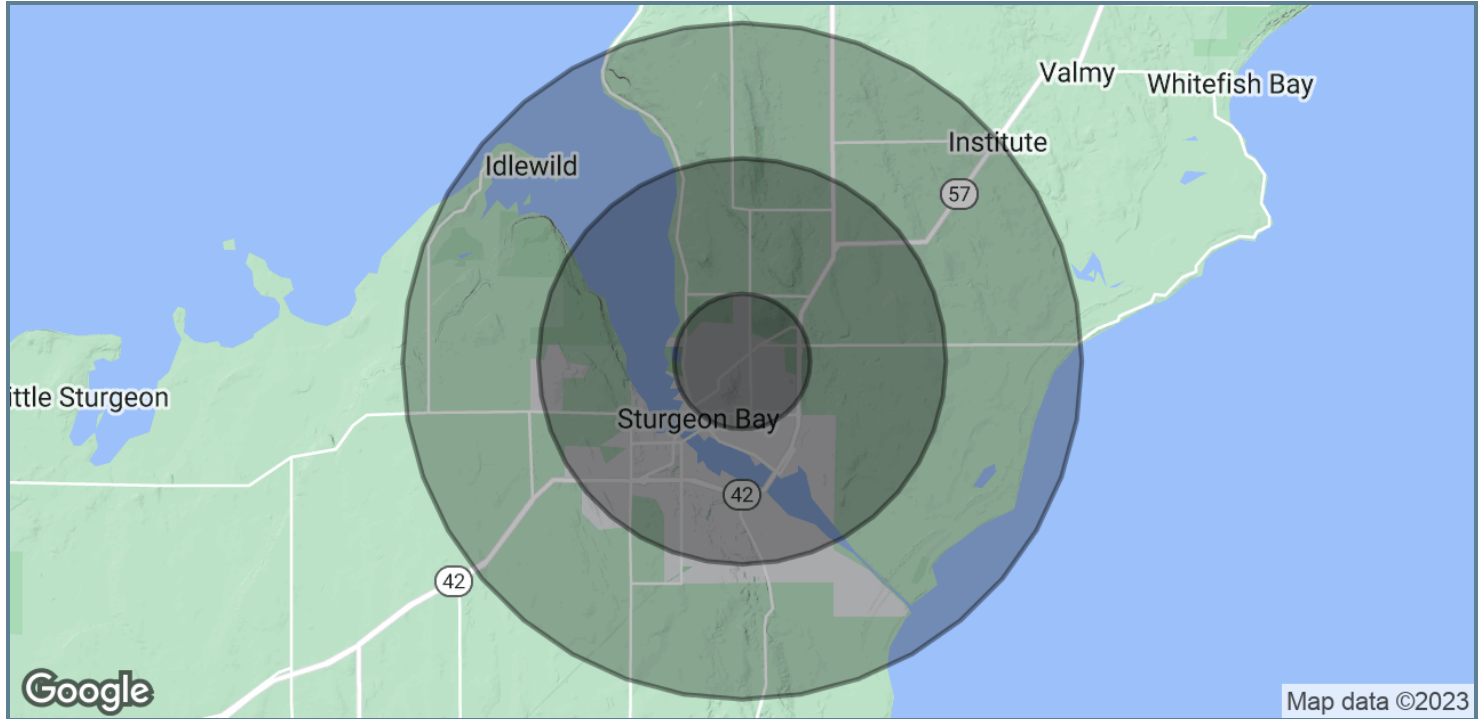 Valmy
Whitefish Bay
Institute
Idlewild
57
ittle Sturgeon
Sturgeon Bay
42
42
Google
Map data ©2023